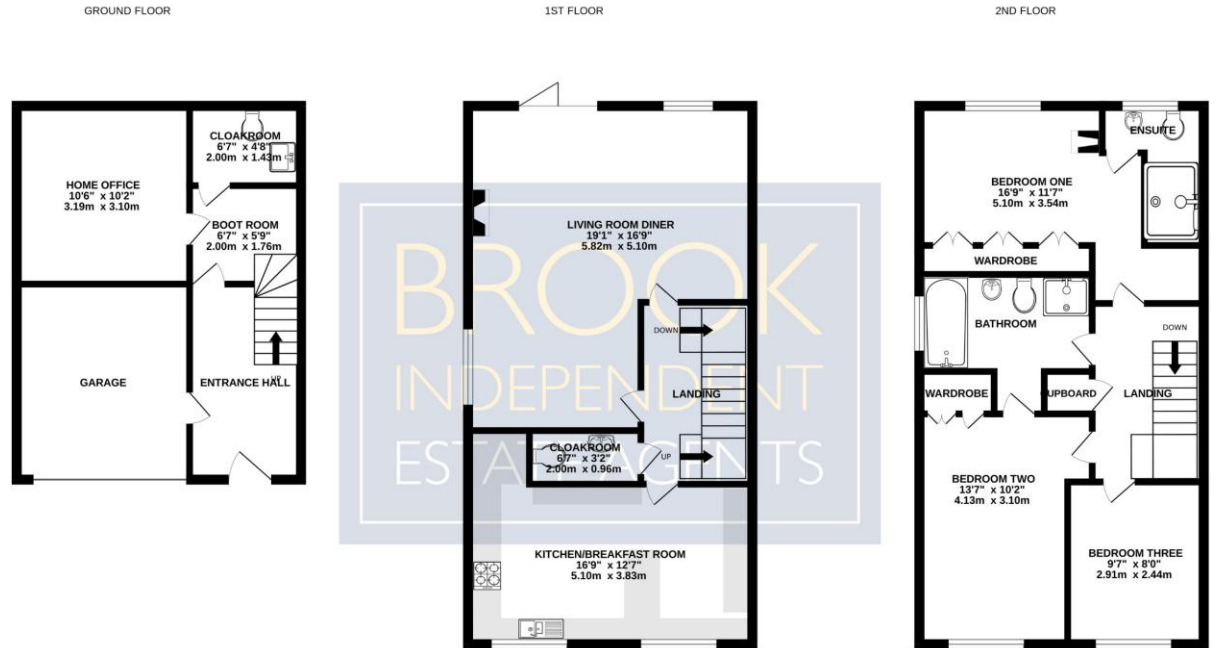 GROUND FLOOR
1ST FLOOR
2ND FLOOR
CLOAKROOM
6'7" x 4'8"
2.00m x 1.43m
HOME OFFICE
10'6" x 10'2"
3.19m x 3.10m
BOOT ROOM
6'7" x 5'9"
2.00m x 1.76m
GARAGE
ENTRANCE HALL
UP
LIVING ROOM DINER
19'1" x 16'9"
5.82m x 5.10m
DOWN
LANDING
CLOAKROOM
6'7" x 3'2"
2.00m x 0.96m
UP
KITCHEN/BREAKFAST ROOM
16'9" x 12'7"
5.10m x 3.83m
BROOK
INDEPENDENT
ESTATE AGENTS
ENSUITE
BEDROOM ONE
16'9" x 11'7"
5.10m x 3.54m
WARDROBE
BATHROOM
DOWN
WARDROBE
UPBOARD
LANDING
BEDROOM TWO
13'7" x 10'2"
4.13m x 3.10m
BEDROOM THREE
9'7" x 8'0"
2.91m x 2.44m